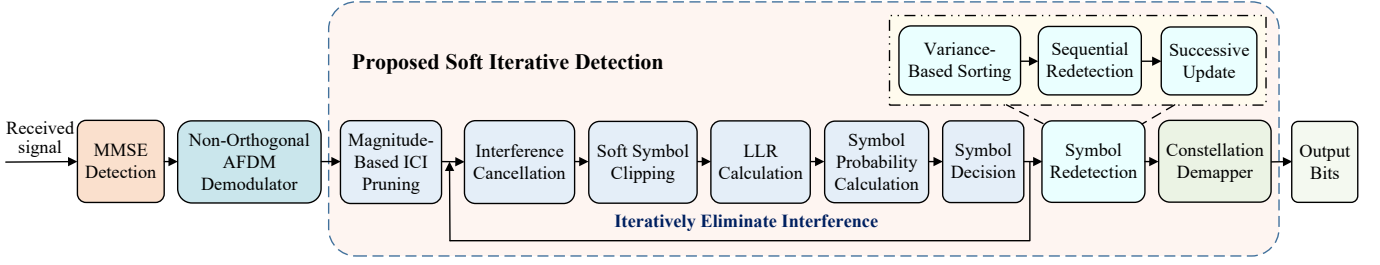 Proposed Soft Iterative Detection
Variance-
Based Sorting
Sequential
Redetection
Successive
Update
Received
signal
MMSE
Detection
Non-Orthogonal
AFDM
Demodulator
Magnitude-
Based ICI
Pruning
Interference
Cancellation
Soft Symbol
Clipping
LLR
Calculation
Symbol
Probability
Calculation
Symbol
Decision
Symbol
Redetection
Constellation
Demapper
Output
Bits
Iteratively Eliminate Interference